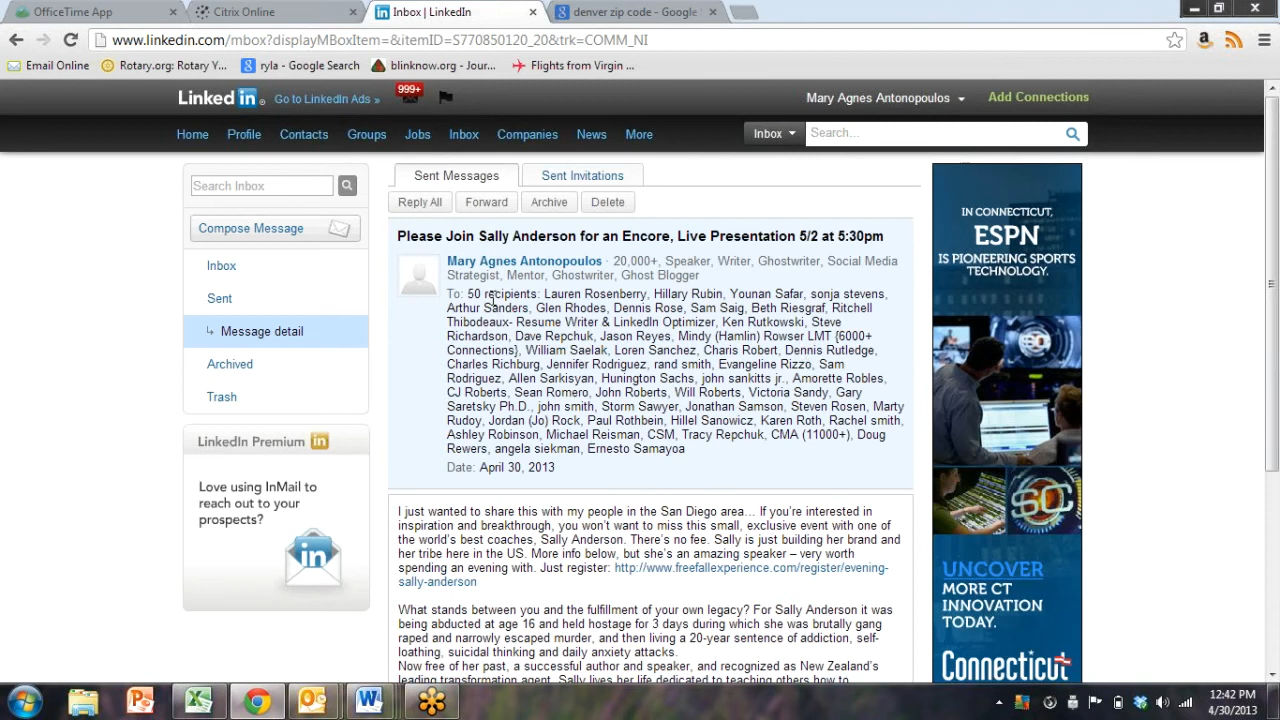 OfficeTime App
Citrix Online
Inbox | LinkedIn
denver zip code - Google
www.linkedin.com/mbox?displayMBoxItem=&itemID=S770850120_20&trk=COMM_NI
Email Online
Rotary.org: Rotary Y...
ryla - Google Search
blinknow.org - Jour...
Flights from Virgin ...
Linked in
Go to LinkedIn Ads »
999+
Mary Agnes Antonopoulos
Add Connections
Home Profile Contacts Groups Jobs Inbox Companies News More
Inbox
Search...
Search Inbox
Compose Message
Inbox
Sent
Message detail
Archived
Trash
LinkedIn Premium in
Love using InMail to
reach out to your
prospects?
in
Sent Messages
Sent Invitations
Reply All
Forward
Archive
Delete
Please Join Sally Anderson for an Encore, Live Presentation 5/2 at 5:30pm
Mary Agnes Antonopoulos · 20,000+, Speaker, Writer, Ghostwriter, Social Media
Strategist, Mentor, Ghostwriter, Ghost Blogger
To: 50 recipients: Lauren Rosenberry, Hillary Rubin, Younan Safar, sonja stevens,
Arthur Sanders, Glen Rhodes, Dennis Rose, Sam Saig, Beth Riesgraf, Ritchell
Thibodeaux- Resume Writer & LinkedIn Optimizer, Ken Rutkowski, Steve
Richardson, Dave Repchuk, Jason Reyes, Mindy (Hamlin) Rowser LMT {6000+
Connections}, William Saelak, Loren Sanchez, Charis Robert, Dennis Rutledge,
Charles Richburg, Jennifer Rodriguez, rand smith, Evangeline Rizzo, Sam
Rodriguez, Allen Sarkisyan, Hunington Sachs, john sankitts jr., Amorette Robles,
CJ Roberts, Sean Romero, John Roberts, Will Roberts, Victoria Sandy, Gary
Saretsky Ph.D., john smith, Storm Sawyer, Jonathan Samson, Steven Rosen, Marty
Rudoy, Jordan (Jo) Rock, Paul Rothbein, Hillel Sanowicz, Karen Roth, Rachel smith,
Ashley Robinson, Michael Reisman, CSM, Tracy Repchuk, CMA (11000+), Doug
Rewers, angela siekman, Ernesto Samayoa
Date: April 30, 2013
I just wanted to share this with my people in the San Diego area… If you're interested in
inspiration and breakthrough, you won't want to miss this small, exclusive event with one of
the world's best coaches, Sally Anderson. There's no fee. Sally is just building her brand and
her tribe here in the US. More info below, but she's an amazing speaker – very worth
spending an evening with. Just register: http://www.freefallexperience.com/register/evening-
sally-anderson
What stands between you and the fulfillment of your own legacy? For Sally Anderson it was
being abducted at age 16 and held hostage for 3 days during which she was brutally gang
raped and narrowly escaped murder, and then living a 20-year sentence of addiction, self-
loathing, suicidal thinking and daily anxiety attacks.
Now free of her past, a successful author and speaker, and recognized as New Zealand's
leading transformation agent, Sally lives her life dedicated to teaching others how to
IN CONNECTICUT,
ESPN
IS PIONEERING SPORTS
TECHNOLOGY.
SC
UNCOVER
MORE CT
INNOVATION
TODAY.
Connecticut
12:42 PM
4/30/2013